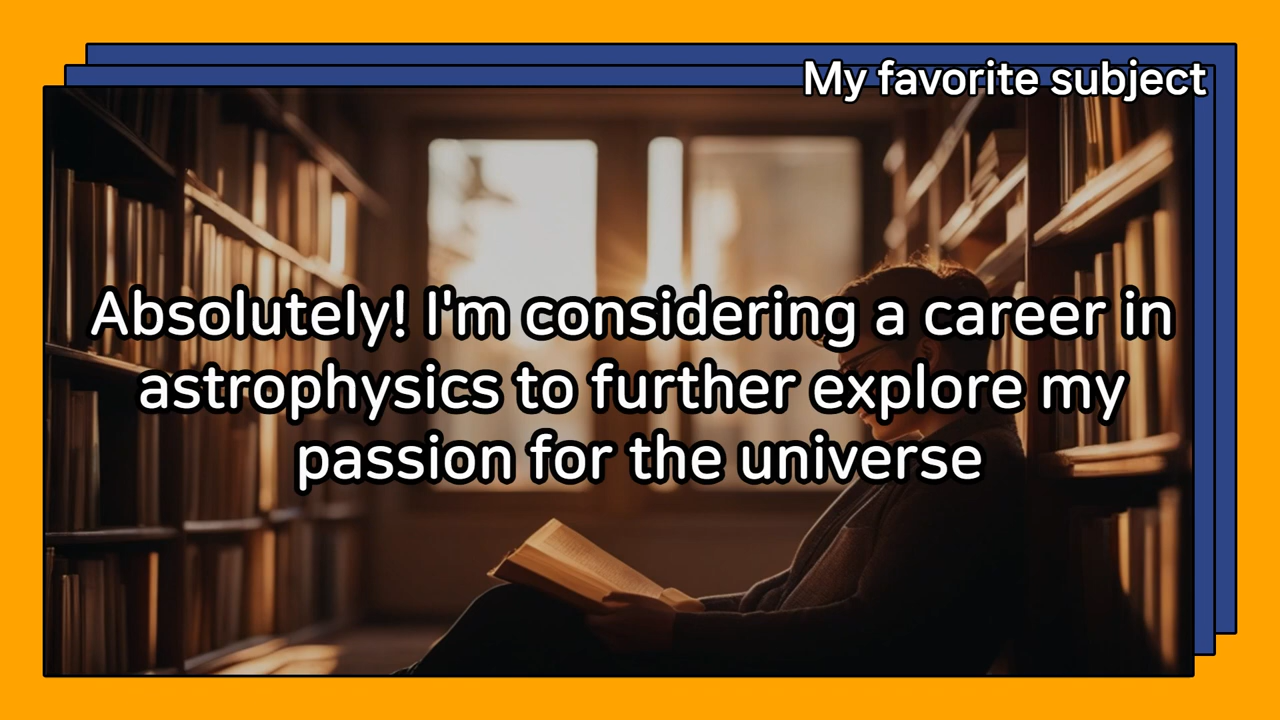 My favorite subject
Absolutely! I'm considering a career in
astrophysics to further explore my
passion for the universe